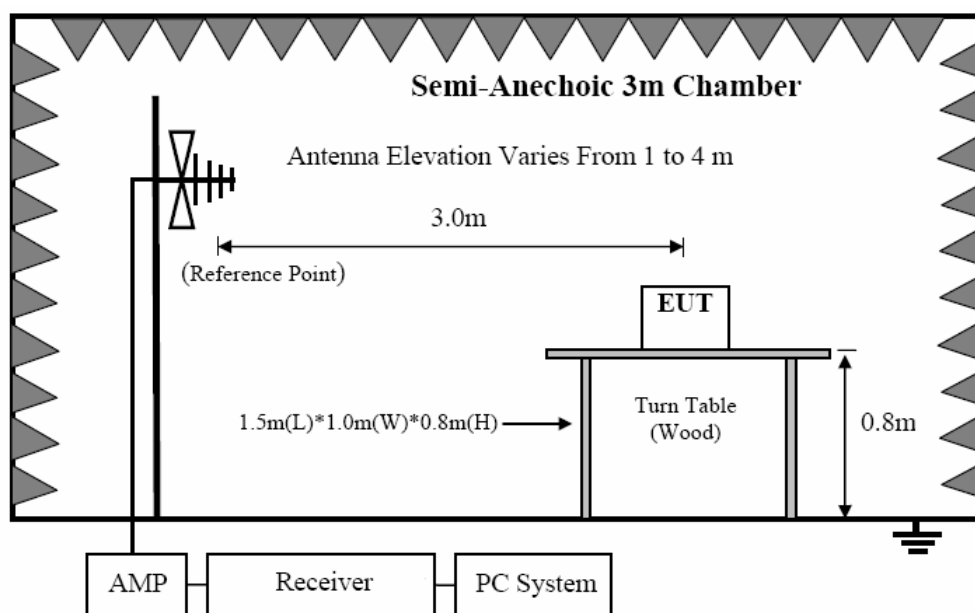 Semi-Anechoic 3m Chamber
Antenna Elevation Varies From 1 to 4 m
3.0m
(Reference Point)
EUT
1.5m(L)*1.0m(W)*0.8m(H)
Turn Table
(Wood)
0.8m
AMP
Receiver
PC System